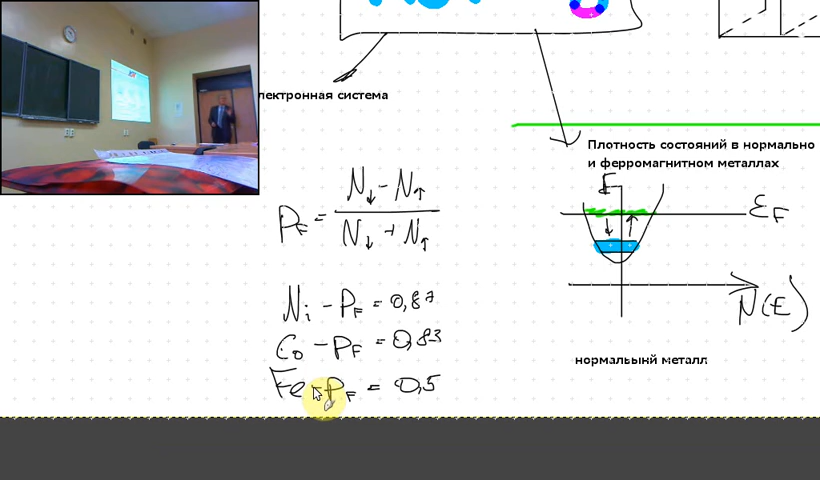 лектронная система
Плотность состояний в нормально
и ферромагнитном металлах
E
ε_F
P_F = (N↓ - N↑) / (N↓ + N↑)
N(E)
Ni - P_F = 0,87
Co - P_F = 0,83
Fe - P_F = 0,5
нормальный металл